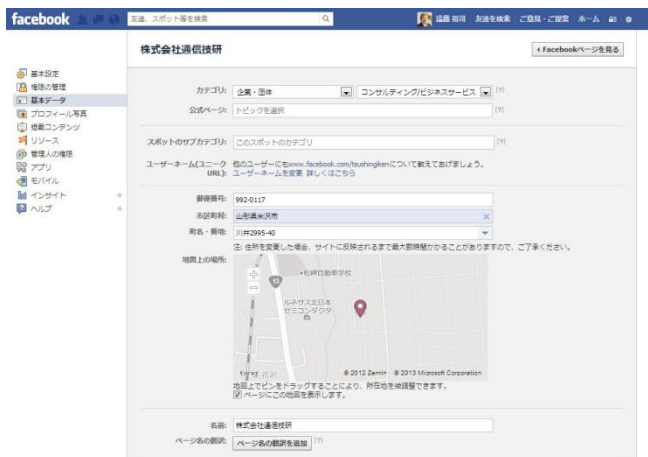 facebook
友達、スポット等を検索
遠藤 裕司 友達を検索 ご意見・ご提案 ホーム
株式会社通信技研
Facebookページを見る
基本設定
権限の管理
基本データ
プロフィール写真
掲載コンテンツ
リソース
管理人の権限
アプリ
モバイル
インサイト
ヘルプ
カテゴリ: 企業・団体 コンサルティング/ビジネスサービス [?]
公式ページ: トピックを選択 [?]
スポットのサブカテゴリ: このスポットのカテゴリ [?]
ユーザーネーム(ユニーク URL): 他のユーザーにもwww.facebook.com/tsushingikenについて教えてあげましょう。
ユーザーネームを変更 詳しくはこちら
郵便番号: 992-0117
市区町村: 山形県米沢市
町名・番地: 川井2995-40
注: 住所を変更した場合、サイトに反映されるまで最大数時間かかることがありますので、ご了承ください。
地図上の場所:
松岬自動車学校
13
ルネサス北日本
セミコンダクタ
花沢
© 2012 Zenrin © 2013 Microsoft Corporation
地図上でピンをドラッグすることにより、所在地を微調整できます。
ページにこの地図を表示します。
名前: 株式会社通信技研
ページ名の翻訳: ページ名の翻訳を追加 [?]